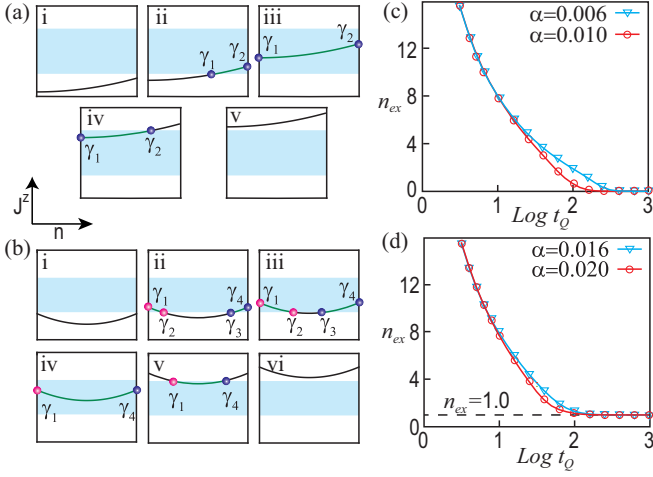 (a)
i
ii
γ₁
γ₂
iii
γ₁
γ₂
iv
γ₁
γ₂
v
J^z
n
(b)
i
ii
γ₁
γ₂
γ₃
γ₄
iii
γ₁
γ₂
γ₃
γ₄
iv
γ₁
γ₄
v
γ₁
γ₄
vi
(c)
α=0.006
α=0.010
12
8
4
0
n_ex
0
1
2
3
Log t_Q
(d)
α=0.016
α=0.020
12
8
4
0
n_ex
n_ex=1.0
0
1
2
3
Log t_Q